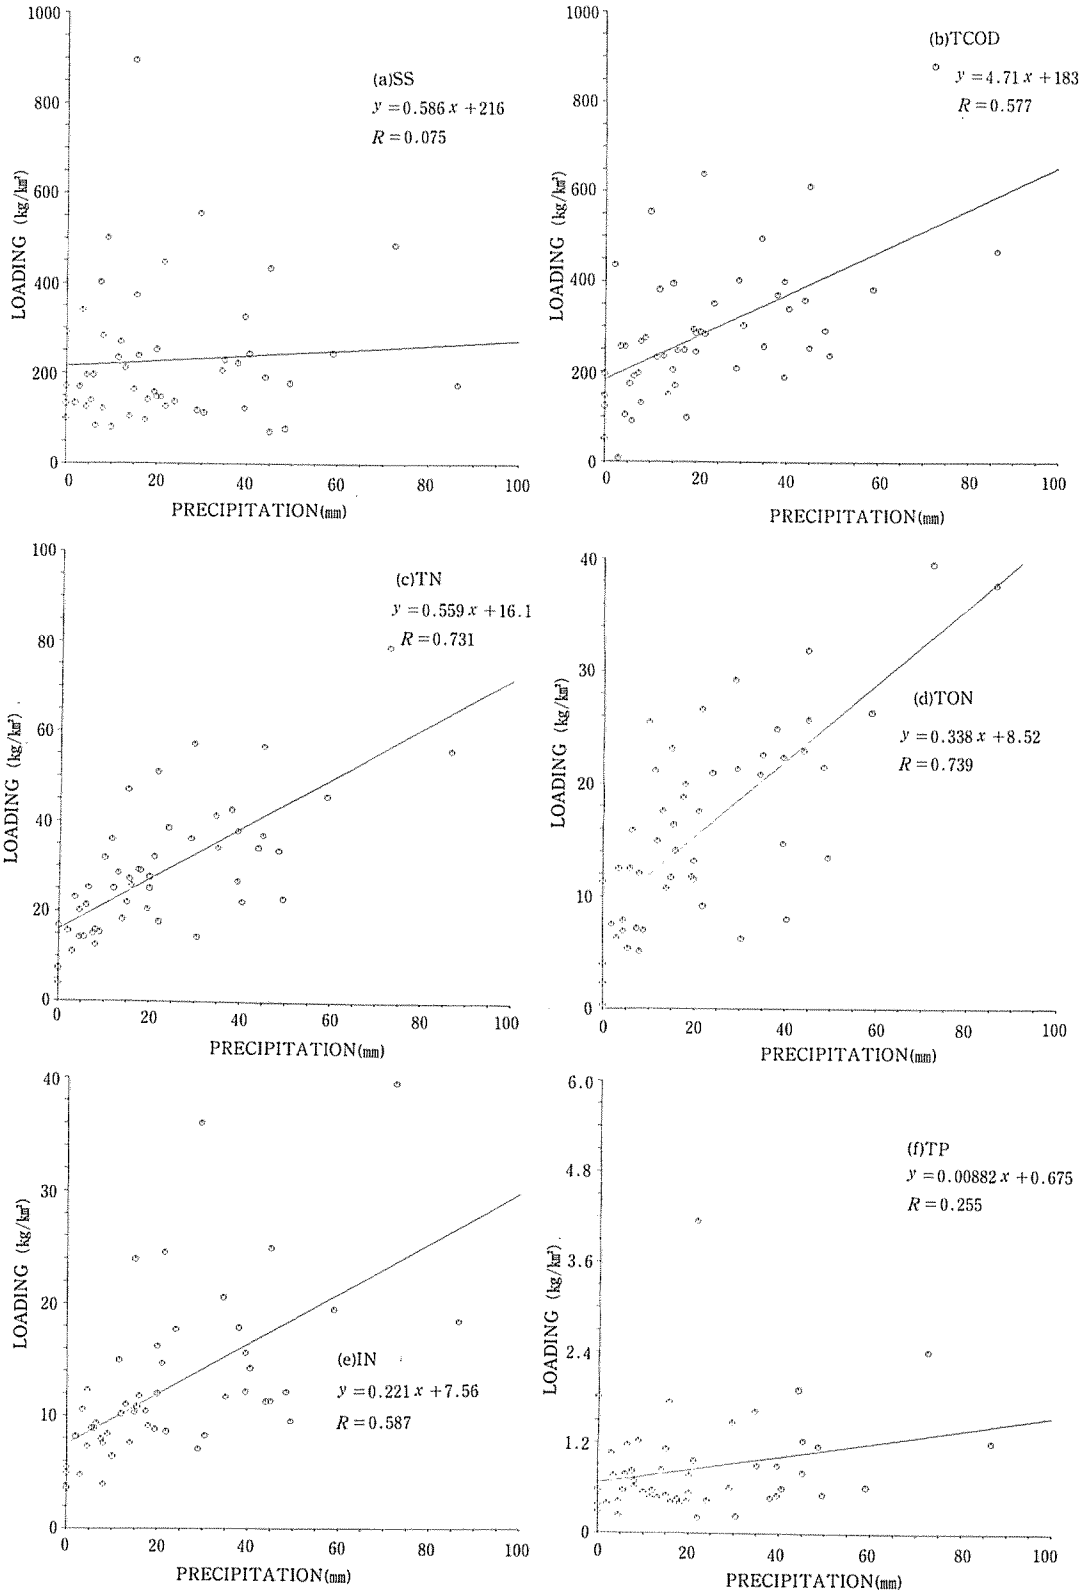 1000
800
600
400
200
0
LOADING (kg/km²)
(a)SS
y = 0.586 x + 216
R = 0.075
0 20 40 60 80 100
PRECIPITATION(mm)
1000
800
600
400
200
0
LOADING (kg/km²)
(b)TCOD
y = 4.71 x + 183
R = 0.577
0 20 40 60 80 100
PRECIPITATION(mm)
100
80
60
40
20
0
LOADING (kg/km²)
(c)TN
y = 0.559 x + 16.1
R = 0.731
0 20 40 60 80 100
PRECIPITATION(mm)
40
30
20
10
0
LOADING (kg/km²)
(d)TON
y = 0.338 x + 8.52
R = 0.739
0 20 40 60 80 100
PRECIPITATION(mm)
40
30
20
10
0
LOADING (kg/km²)
(e)IN
y = 0.221 x + 7.56
R = 0.587
0 20 40 60 80 100
PRECIPITATION(mm)
6.0
4.8
3.6
2.4
1.2
0
LOADING (kg/km²)
(f)TP
y = 0.00882 x + 0.675
R = 0.255
0 20 40 60 80 100
PRECIPITATION(mm)